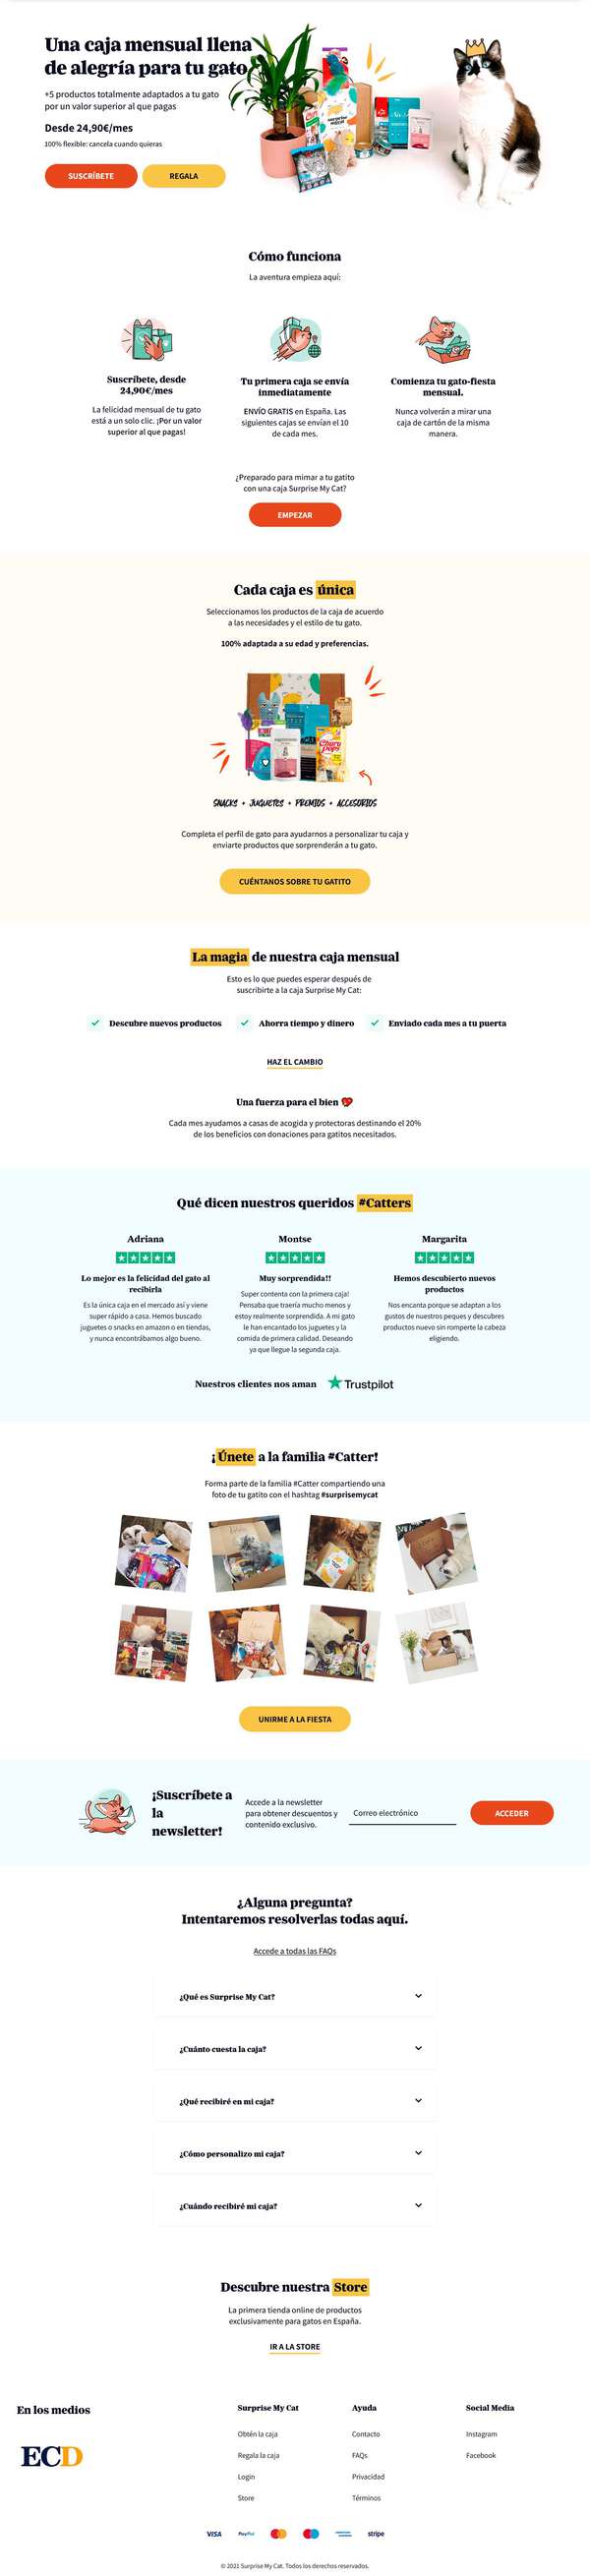 Una caja mensual llena
de alegría para tu gato
+5 productos totalmente adaptados a tu gato
por un valor superior al que pagas
Desde 24,90€/mes
100% flexible: cancela cuando quieras
SUSCRÍBETE
REGALA
Cómo funciona
La aventura empieza aquí:
Suscríbete, desde
24,90€/mes
La felicidad mensual de tu gato
está a un solo clic. ¡Por un valor
superior al que pagas!
Tu primera caja se envía
inmediatamente
ENVÍO GRATIS en España. Las
siguientes cajas se envían el 10
de cada mes.
Comienza tu gato-fiesta
mensual.
Nunca volverán a mirar una
caja de cartón de la misma
manera.
¿Preparado para mimar a tu gatito
con una caja Surprise My Cat?
EMPEZAR
Cada caja es única
Seleccionamos los productos de la caja de acuerdo
a las necesidades y el estilo de tu gato.
100% adaptada a su edad y preferencias.
Churu
Pops
SNACKS + JUGUETES + PREMIOS + ACCESORIOS
Completa el perfil de gato para ayudarnos a personalizar tu caja y
enviarte productos que sorprenderán a tu gato.
CUÉNTANOS SOBRE TU GATITO
La magia de nuestra caja mensual
Esto es lo que puedes esperar después de
suscribirte a la caja Surprise My Cat:
Descubre nuevos productos
Ahorra tiempo y dinero
Enviado cada mes a tu puerta
HAZ EL CAMBIO
Una fuerza para el bien
Cada mes ayudamos a casas de acogida y protectoras destinando el 20%
de los beneficios con donaciones para gatitos necesitados.
Qué dicen nuestros queridos #Catters
Adriana
Lo mejor es la felicidad del gato al
recibirla
Es la única caja en el mercado así y viene
super rápido a casa. Hemos buscado
juguetes o snacks en amazon o en tiendas,
y nunca encontrábamos algo bueno.
Montse
Muy sorprendida!!
Super contenta con la primera caja!
Pensaba que traería mucho menos y
estoy realmente sorprendida. A mi gato
le han encantado los juguetes y la
comida de primera calidad. Deseando
ya que llegue la segunda caja.
Margarita
Hemos descubierto nuevos
productos
Nos encanta porque se adaptan a los
gustos de nuestros peques y descubres
productos nuevo sin romperte la cabeza
eligiendo.
Nuestros clientes nos aman
Trustpilot
¡Únete a la familia #Catter!
Forma parte de la familia #Catter compartiendo una
foto de tu gatito con el hashtag #surprisemycat
UNIRME A LA FIESTA
¡Suscríbete a
la
newsletter!
Accede a la newsletter
para obtener descuentos y
contenido exclusivo.
Correo electrónico
ACCEDER
¿Alguna pregunta?
Intentaremos resolverlas todas aquí.
Accede a todas las FAQs
¿Qué es Surprise My Cat?
¿Cuánto cuesta la caja?
¿Qué recibiré en mi caja?
¿Cómo personalizo mi caja?
¿Cuándo recibiré mi caja?
Descubre nuestra Store
La primera tienda online de productos
exclusivamente para gatos en España.
IR A LA STORE
En los medios
ECD
Surprise My Cat
Obtén la caja
Regala la caja
Login
Store
Ayuda
Contacto
FAQs
Privacidad
Términos
Social Media
Instagram
Facebook
VISA
PayPal
stripe
© 2021 Surprise My Cat. Todos los derechos reservados.